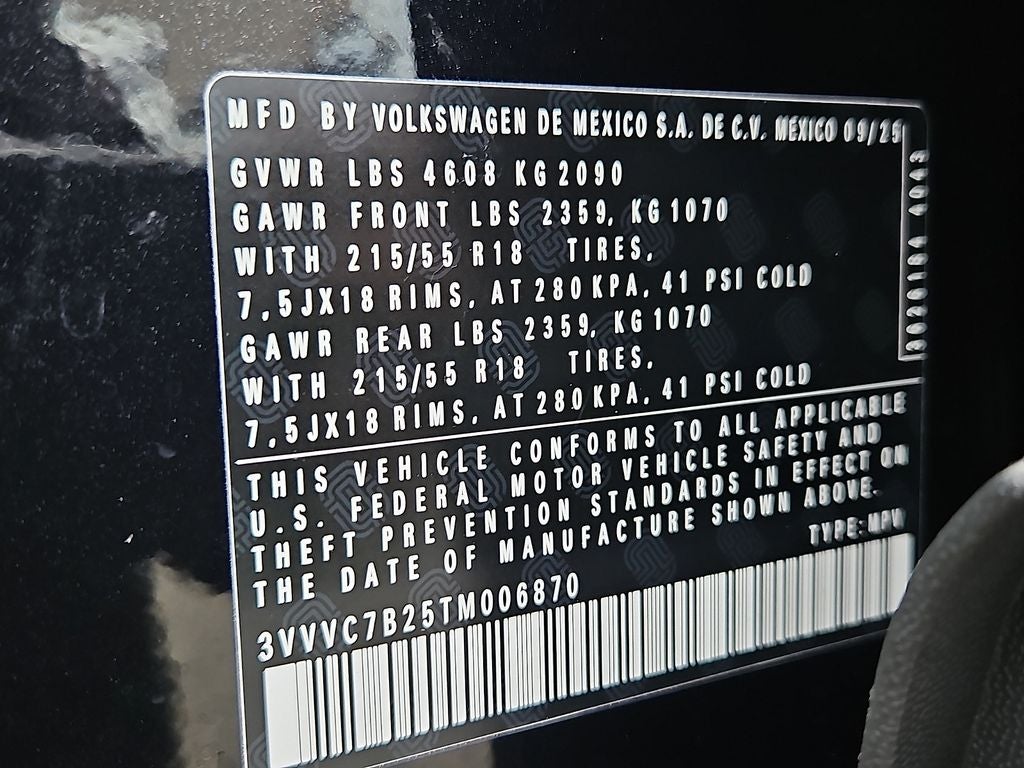 MFD BY VOLKSWAGEN DE MEXICO S.A. DE C.V. MEXICO 09/25
GVWR LBS 4608 KG 2090
GAWR FRONT LBS 2359, KG 1070
WITH 215/55 R18 TIRES,
7,5JX18 RIMS, AT 280 KPA, 41 PSI COLD
GAWR REAR LBS 2359, KG 1070
WITH 215/55 R18 TIRES,
7,5JX18 RIMS, AT 280 KPA, 41 PSI COLD
THIS VEHICLE CONFORMS TO ALL APPLICABLE
U.S. FEDERAL MOTOR VEHICLE SAFETY AND
THEFT PREVENTION STANDARDS IN EFFECT ON
THE DATE OF MANUFACTURE SHOWN ABOVE.
TYPE:MPV
3VVVC7B25TM006870